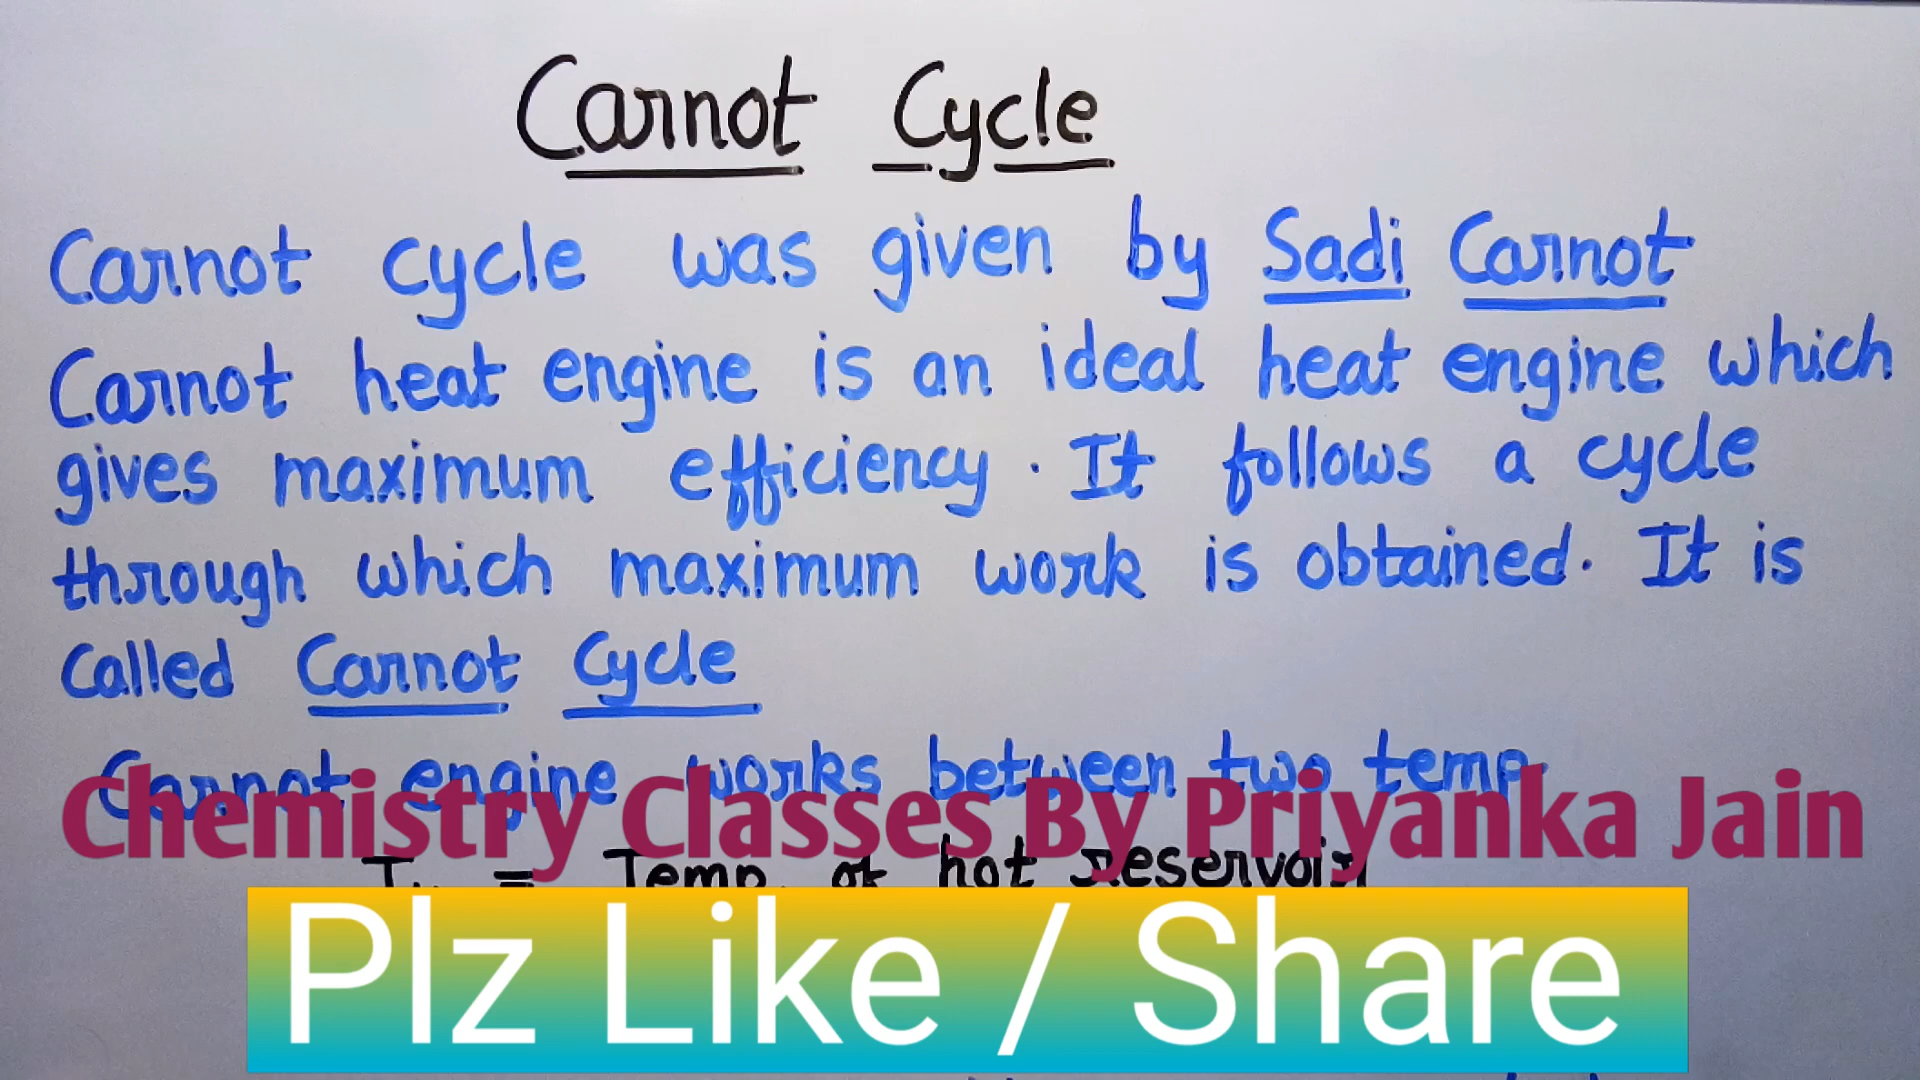 Carnot Cycle
Carnot cycle was given by Sadi Carnot
Carnot heat engine is an ideal heat engine which
gives maximum efficiency. It follows a cycle
through which maximum work is obtained. It is
called Carnot Cycle
Carnot engine works between two temp.
Chemistry Classes By Priyanka Jain
= Temp. of hot reservoir
Plz Like / Share